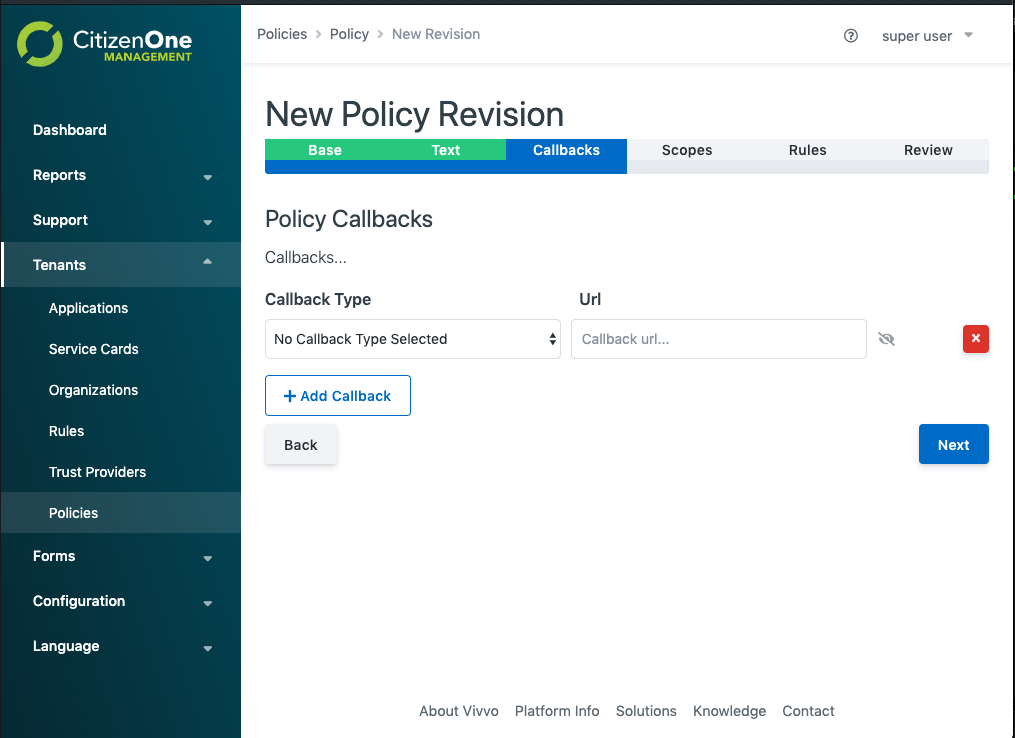 CitizenOne
MANAGEMENT
Dashboard
Reports
Support
Tenants
Applications
Service Cards
Organizations
Rules
Trust Providers
Policies
Forms
Configuration
Language
Policies > Policy > New Revision
super user
New Policy Revision
Base Text Callbacks Scopes Rules Review
Policy Callbacks
Callbacks...
Callback Type Url
No Callback Type Selected Callback url...
+ Add Callback
Back Next
About Vivvo Platform Info Solutions Knowledge Contact